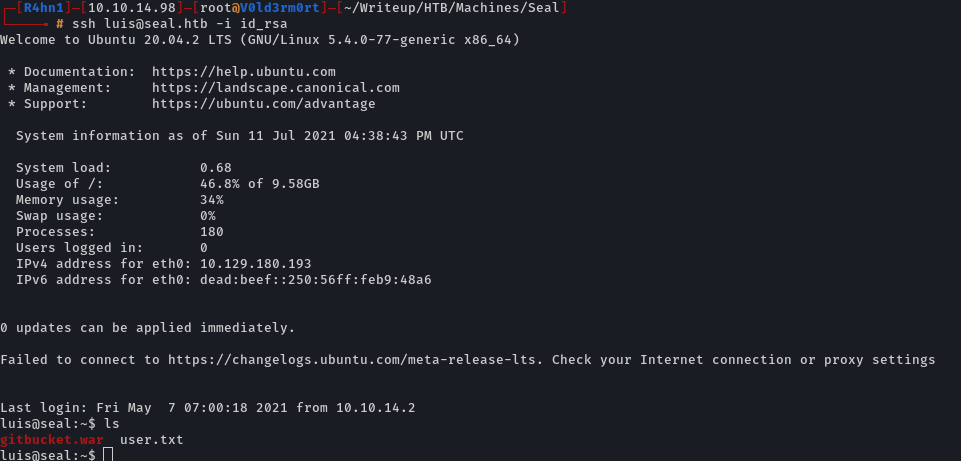 [R4hn1]-[10.10.14.98]-[root@V0ld3rm0rt]-[~/Writeup/HTB/Machines/Seal]
# ssh luis@seal.htb -i id_rsa
Welcome to Ubuntu 20.04.2 LTS (GNU/Linux 5.4.0-77-generic x86_64)
* Documentation:  https://help.ubuntu.com
* Management:     https://landscape.canonical.com
* Support:        https://ubuntu.com/advantage
System information as of Sun 11 Jul 2021 04:38:43 PM UTC
System load:             0.68
Usage of /:              46.8% of 9.58GB
Memory usage:            34%
Swap usage:              0%
Processes:               180
Users logged in:         0
IPv4 address for eth0: 10.129.180.193
IPv6 address for eth0: dead:beef::250:56ff:feb9:48a6
0 updates can be applied immediately.
Failed to connect to https://changelogs.ubuntu.com/meta-release-lts. Check your Internet connection or proxy settings
Last login: Fri May  7 07:00:18 2021 from 10.10.14.2
luis@seal:~$ ls
gitbucket.war  user.txt
luis@seal:~$